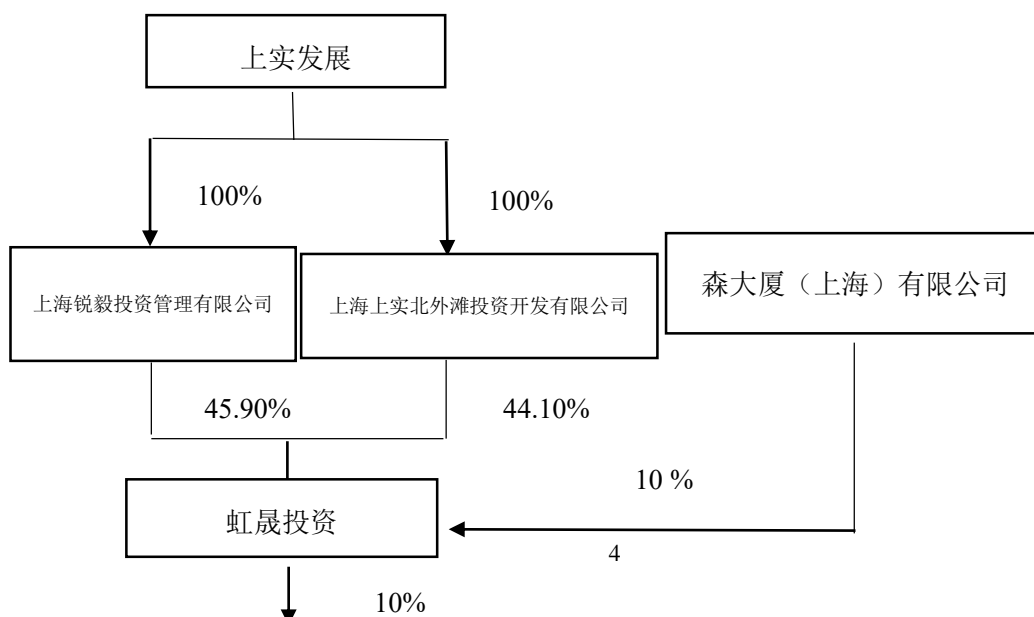 上实发展
100%
100%
上海锐毅投资管理有限公司
上海上实北外滩投资开发有限公司
森大厦（上海）有限公司
45.90%
44.10%
10 %
虹晟投资
4
10%